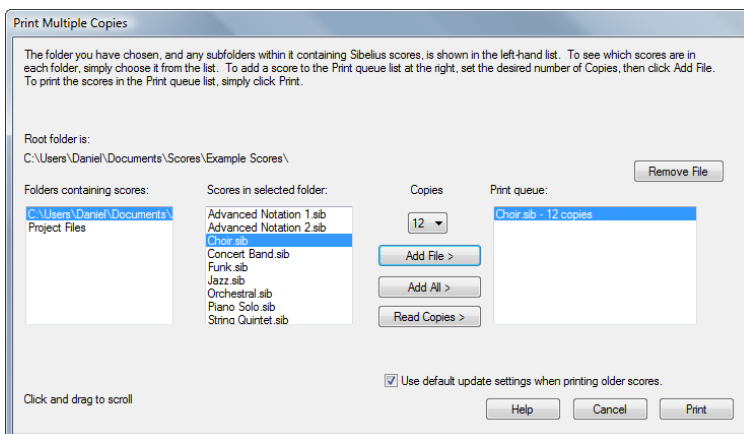 Print Multiple Copies
The folder you have chosen, and any subfolders within it containing Sibelius scores, is shown in the left-hand list. To see which scores are in
each folder, simply choose it from the list. To add a score to the Print queue list at the right, set the desired number of Copies, then click Add File.
To print the scores in the Print queue list, simply click Print.
Root folder is:
C:\Users\Daniel\Documents\Scores\Example Scores\
Remove File
Folders containing scores:
C:\Users\Daniel\Documents\
Project Files
Scores in selected folder:
Advanced Notation 1.sib
Advanced Notation 2.sib
Choir.sib
Concert Band.sib
Funk.sib
Jazz.sib
Orchestral.sib
Piano Solo.sib
String Quintet.sib
Copies
12
Add File >
Add All >
Read Copies >
Print queue:
Choir.sib - 12 copies
Use default update settings when printing older scores.
Click and drag to scroll
Help
Cancel
Print